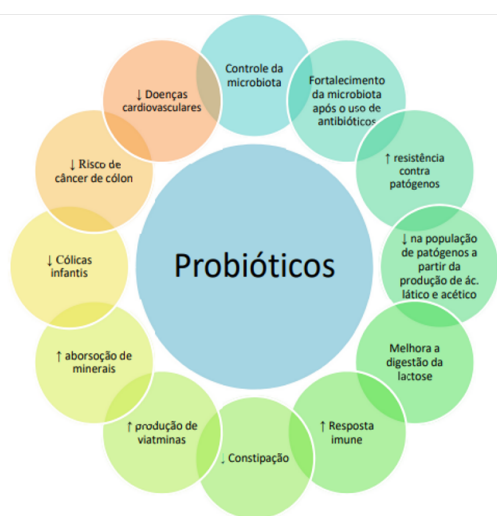 Controle da
microbiota
Fortalecimento
da microbiota
após o uso de
antibióticos
↑ resistência
contra
patógenos
↓ na população
de patógenos a
partir da
produção de ác.
lático e acético
Melhora a
digestão da
lactose
↑ Resposta
imune
↓ Constipação
↑ produção de
viatminas
↑ aborsoção de
minerais
↓ Cólicas
infantis
↓ Risco de
câncer de cólon
↓ Doenças
cardiovasculares
Probióticos